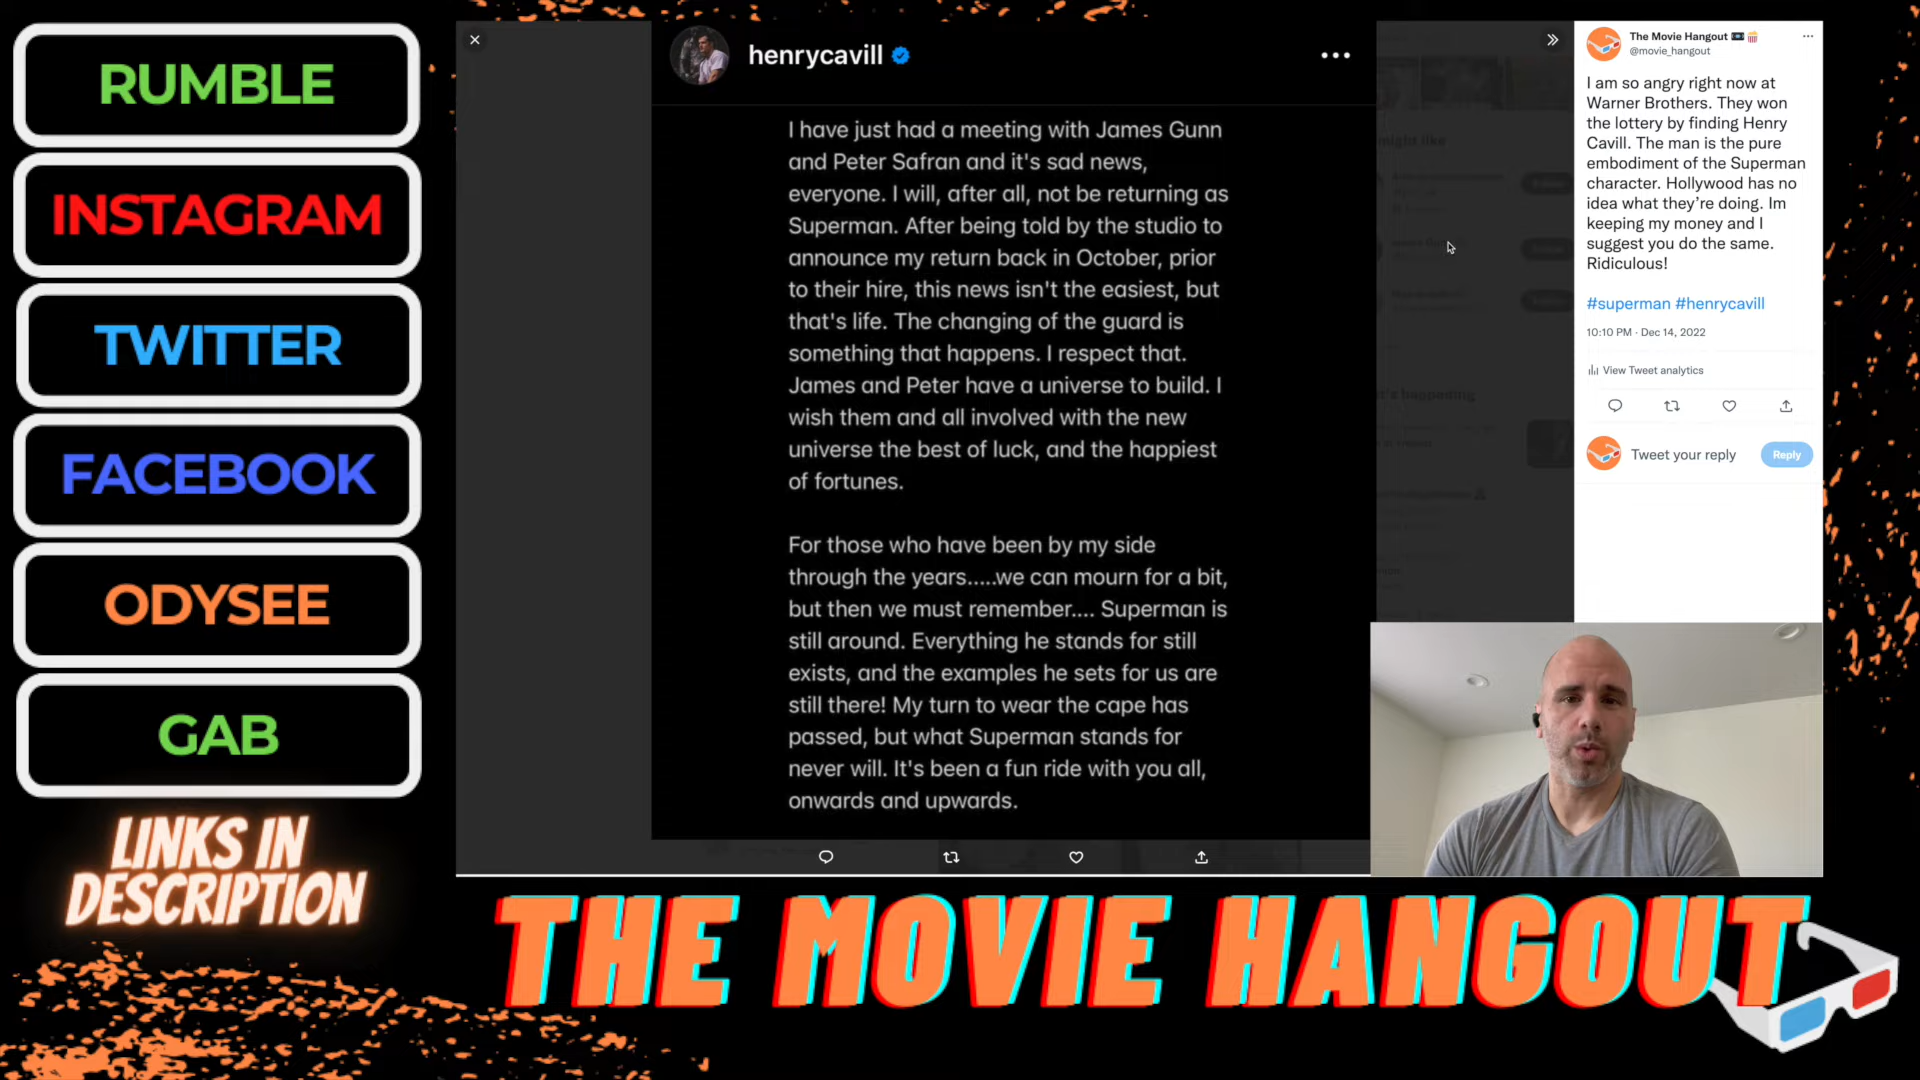 RUMBLE
INSTAGRAM
TWITTER
FACEBOOK
ODYSEE
GAB
LINKS IN
DESCRIPTION
henrycavill
I have just had a meeting with James Gunn
and Peter Safran and it's sad news,
everyone. I will, after all, not be returning as
Superman. After being told by the studio to
announce my return back in October, prior
to their hire, this news isn't the easiest, but
that's life. The changing of the guard is
something that happens. I respect that.
James and Peter have a universe to build. I
wish them and all involved with the new
universe the best of luck, and the happiest
of fortunes.
For those who have been by my side
through the years.....we can mourn for a bit,
but then we must remember.... Superman is
still around. Everything he stands for still
exists, and the examples he sets for us are
still there! My turn to wear the cape has
passed, but what Superman stands for
never will. It's been a fun ride with you all,
onwards and upwards.
might like
The Movie Hangout
@movie_hangout
I am so angry right now at
Warner Brothers. They won
the lottery by finding Henry
Cavill. The man is the pure
embodiment of the Superman
character. Hollywood has no
idea what they’re doing. Im
keeping my money and I
suggest you do the same.
Ridiculous!
#superman #henrycavill
10:10 PM · Dec 14, 2022
View Tweet analytics
Tweet your reply
Reply
THE MOVIE HANGOUT